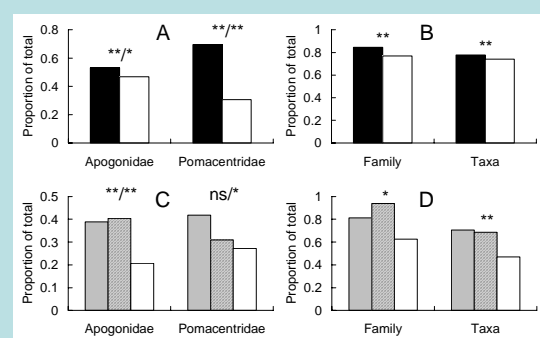 A
Proportion of total
0.8
0.6
0.4
0.2
0
**/*
**/**
Apogonidae
Pomacentridae
B
Proportion of total
1
0.8
0.6
0.4
0.2
0
**
**
Family
Taxa
C
Proportion of total
0.5
0.4
0.3
0.2
0.1
0
**/**
ns/*
Apogonidae
Pomacentridae
D
Proportion of total
1
0.8
0.6
0.4
0.2
0
*
**
Family
Taxa